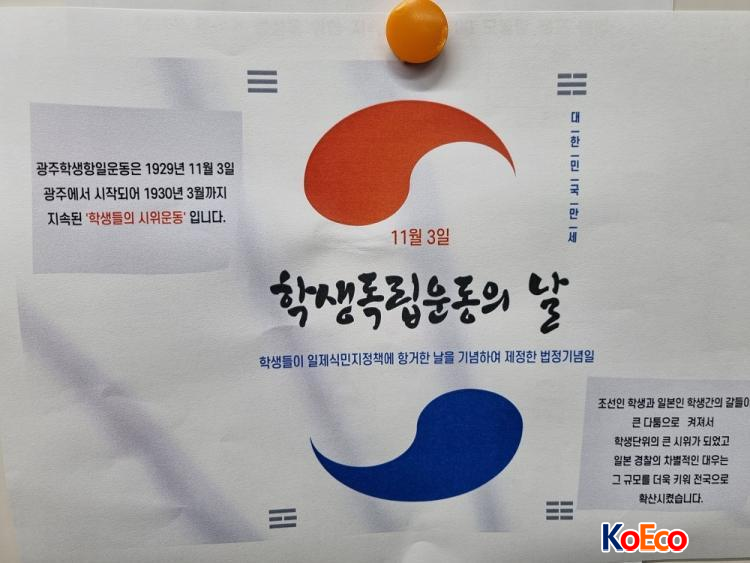 광주학생항일운동은 1929년 11월 3일
광주에서 시작되어 1930년 3월까지
지속된 '학생들의 시위운동' 입니다.
대한민국만세
11월 3일
학생독립운동의 날
학생들이 일제식민지정책에 항거한 날을 기념하여 제정한 법정기념일
조선인 학생과 일본인 학생간의 갈등이
큰 다툼으로 켜져서
학생단위의 큰 시위가 되었고
일본 경찰의 차별적인 대우는
그 규모를 더욱 키워 전국으로
확산시켰습니다.
KoEco